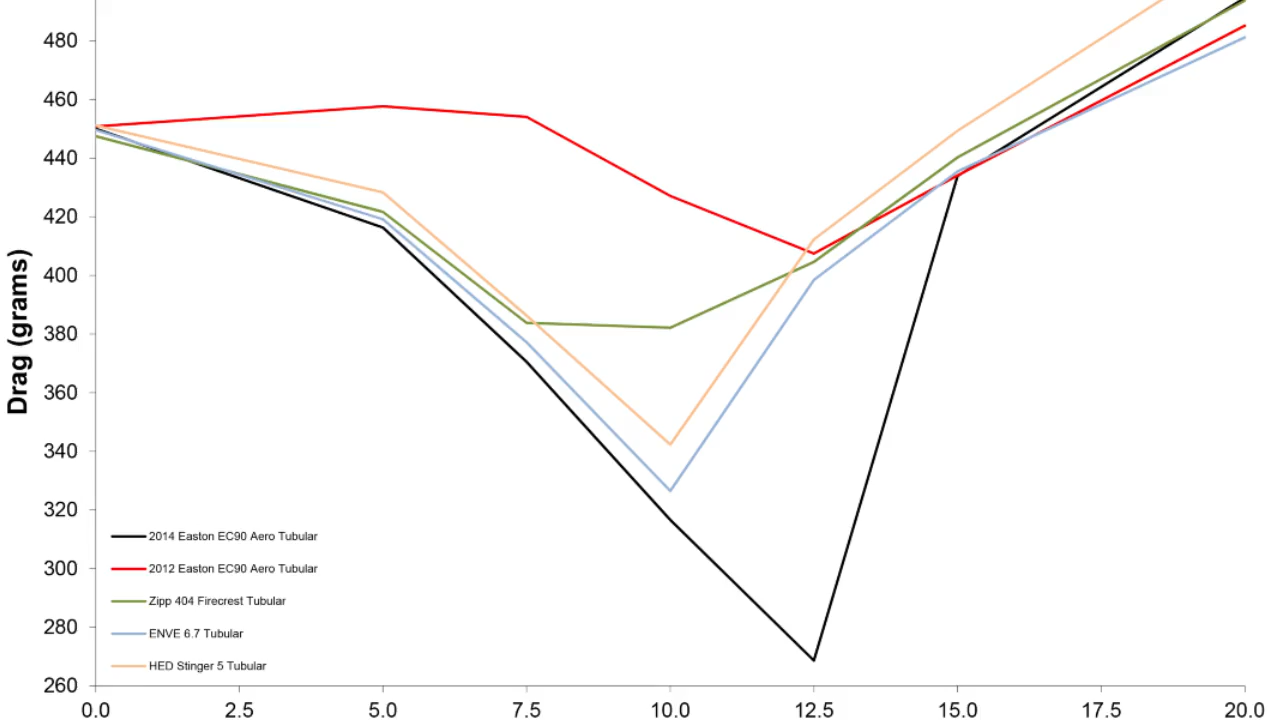 480
460
440
420
400
380
360
340
320
300
280
260
Drag (grams)
2014 Easton EC90 Aero Tubular
2012 Easton EC90 Aero Tubular
Zipp 404 Firecrest Tubular
ENVE 6.7 Tubular
HED Stinger 5 Tubular
0.0 2.5 5.0 7.5 10.0 12.5 15.0 17.5 20.0